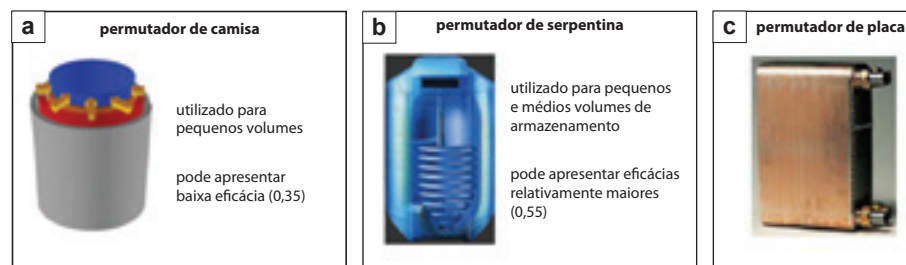 a
permutador de camisa
utilizado para
pequenos volumes
pode apresentar
baixa eficácia (0,35)
b
permutador de serpentina
utilizado para pequenos
e médios volumes de
armazenamento
pode apresentar eficácias
relativamente maiores
(0,55)
c
permutador de placa